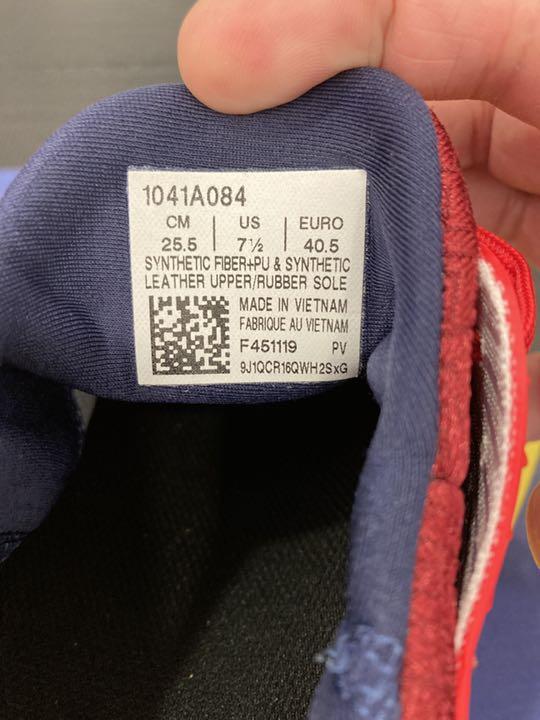 1041A084
CM US EURO
25.5 7½ 40.5
SYNTHETIC FIBER+PU & SYNTHETIC
LEATHER UPPER/RUBBER SOLE
MADE IN VIETNAM
FABRIQUE AU VIETNAM
F451119 PV
9J1QCR16QWH2SxG